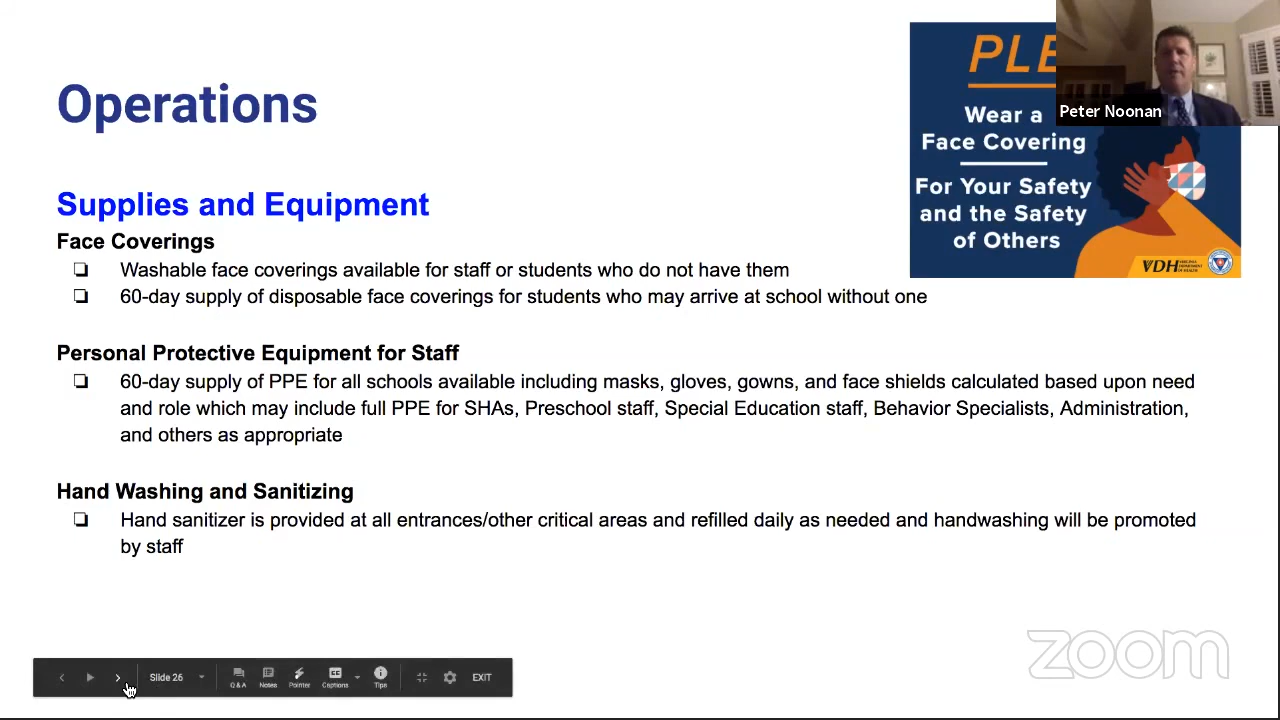 Operations
PLE
Peter Noonan
Wear a
Face Covering
For Your Safety
and the Safety
of Others
VDH
Supplies and Equipment
Face Coverings
❏ Washable face coverings available for staff or students who do not have them
❏ 60-day supply of disposable face coverings for students who may arrive at school without one
Personal Protective Equipment for Staff
❏ 60-day supply of PPE for all schools available including masks, gloves, gowns, and face shields calculated based upon need
and role which may include full PPE for SHAs, Preschool staff, Special Education staff, Behavior Specialists, Administration,
and others as appropriate
Hand Washing and Sanitizing
❏ Hand sanitizer is provided at all entrances/other critical areas and refilled daily as needed and handwashing will be promoted
by staff
zoom
Slide 26
Q & A Notes Pointer Captions Tips
EXIT